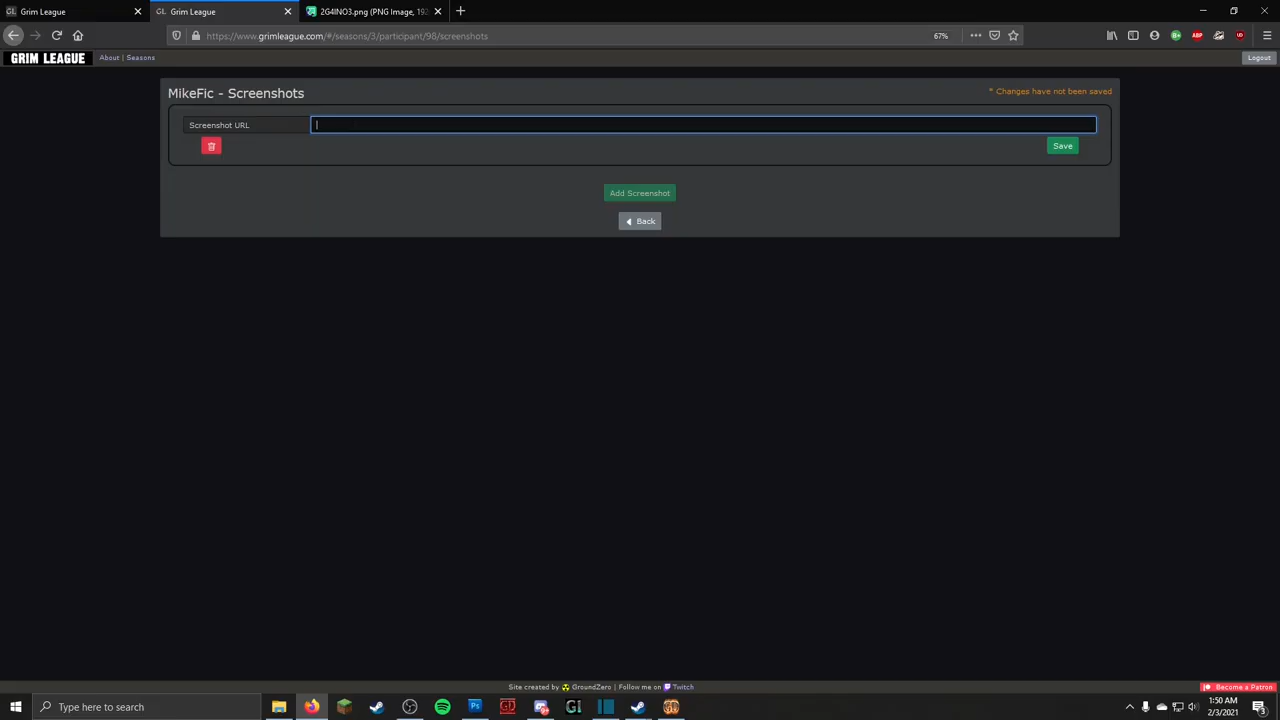 Grim League
Grim League
2G4INO3.png (PNG Image, 192
https://www.grimleague.com/#/seasons/3/participant/98/screenshots
67%
GRIM LEAGUE
About | Seasons
Logout
MikeFic - Screenshots
* Changes have not been saved
Screenshot URL
Save
Add Screenshot
Back
Site created by GroundZero | Follow me on Twitch
Become a Patron
Type here to search
1:50 AM
2/3/2021